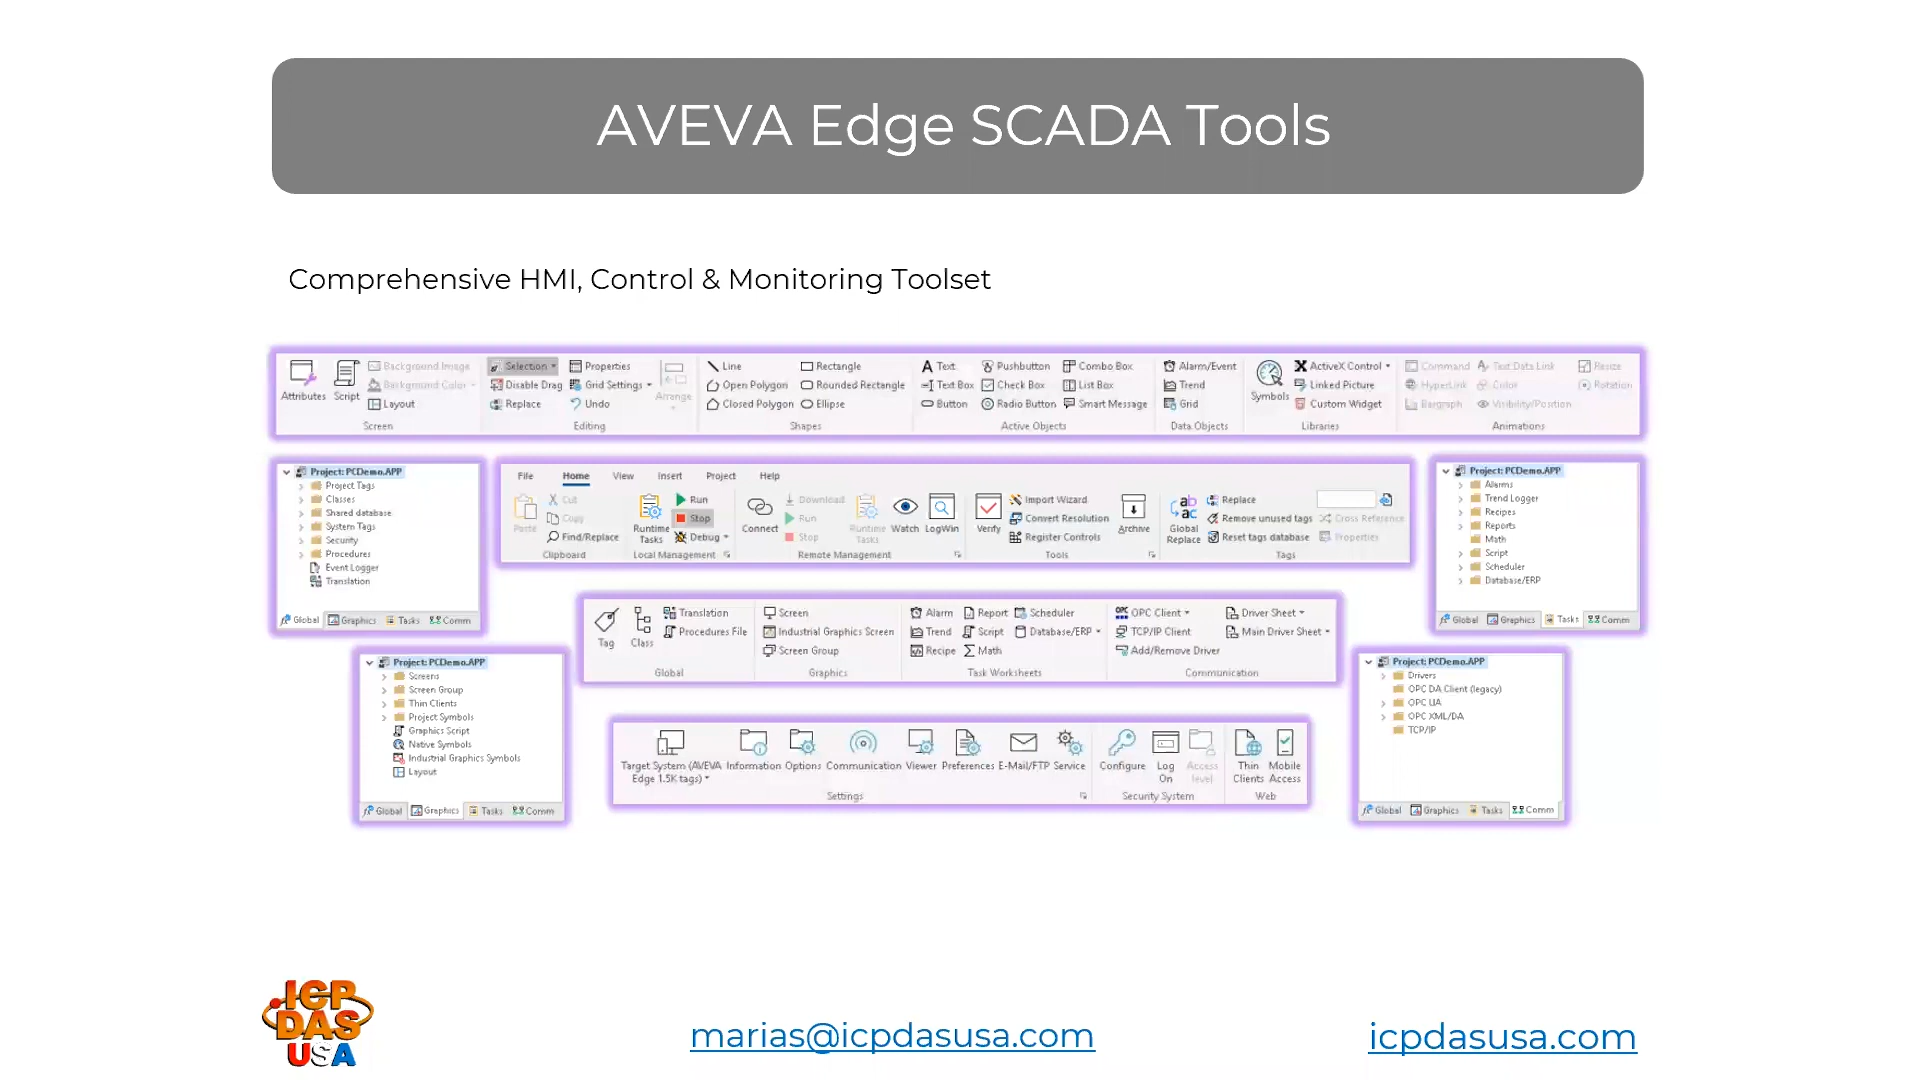 AVEVA Edge SCADA Tools
Comprehensive HMI, Control & Monitoring Toolset
Attributes Script Background Image Background Color Layout
Screen
Selection Disable Drag Replace Properties Grid Settings Undo Arrange
Editing
Line Open Polygon Closed Polygon Rectangle Rounded Rectangle Ellipse
Shapes
Text Text Box Button Pushbutton Check Box Radio Button Combo Box List Box Smart Message
Active Objects
Alarm/Event Trend Grid
Data Objects
Symbols ActiveX Control Linked Picture Custom Widget
Libraries
Command HyperLink Bargraph Text Data Link Color Visibility/Position Resize Rotation
Animations
Project: PCDemo.APP
Project Tags
Classes
Shared database
System Tags
Security
Procedures
Event Logger
Translation
Global Graphics Tasks Comm
File Home View Insert Project Help
Paste Cut Copy Find/Replace
Clipboard
Runtime Tasks Run Stop Debug
Local Management
Connect Download Run Stop Runtime Tasks Watch LogWin
Remote Management
Verify Import Wizard Convert Resolution Register Controls Archive
Tools
Global Replace Replace Remove unused tags Reset tags database Cross Reference Properties
Tags
Project: PCDemo.APP
Alarms
Trend Logger
Recipes
Reports
Math
Script
Scheduler
Database/ERP
Global Graphics Tasks Comm
Tag Class Translation Procedures File
Global
Screen Industrial Graphics Screen Screen Group
Graphics
Alarm Trend Recipe Report Script Math Scheduler Database/ERP
Task Worksheets
OPC Client TCP/IP Client Add/Remove Driver Driver Sheet Main Driver Sheet
Communication
Project: PCDemo.APP
Screens
Screen Group
Thin Clients
Project Symbols
Graphics Script
Native Symbols
Industrial Graphics Symbols
Layout
Global Graphics Tasks Comm
Target System (AVEVA Edge 1.5K tags) Information Options Communication Viewer Preferences E-Mail/FTP Service
Settings
Configure Log On Access level
Security System
Thin Clients Mobile Access
Web
Project: PCDemo.APP
Drivers
OPC DA Client (legacy)
OPC UA
OPC XML/DA
TCP/IP
Global Graphics Tasks Comm
ICP
DAS
USA
marias@icpdasusa.com
icpdasusa.com